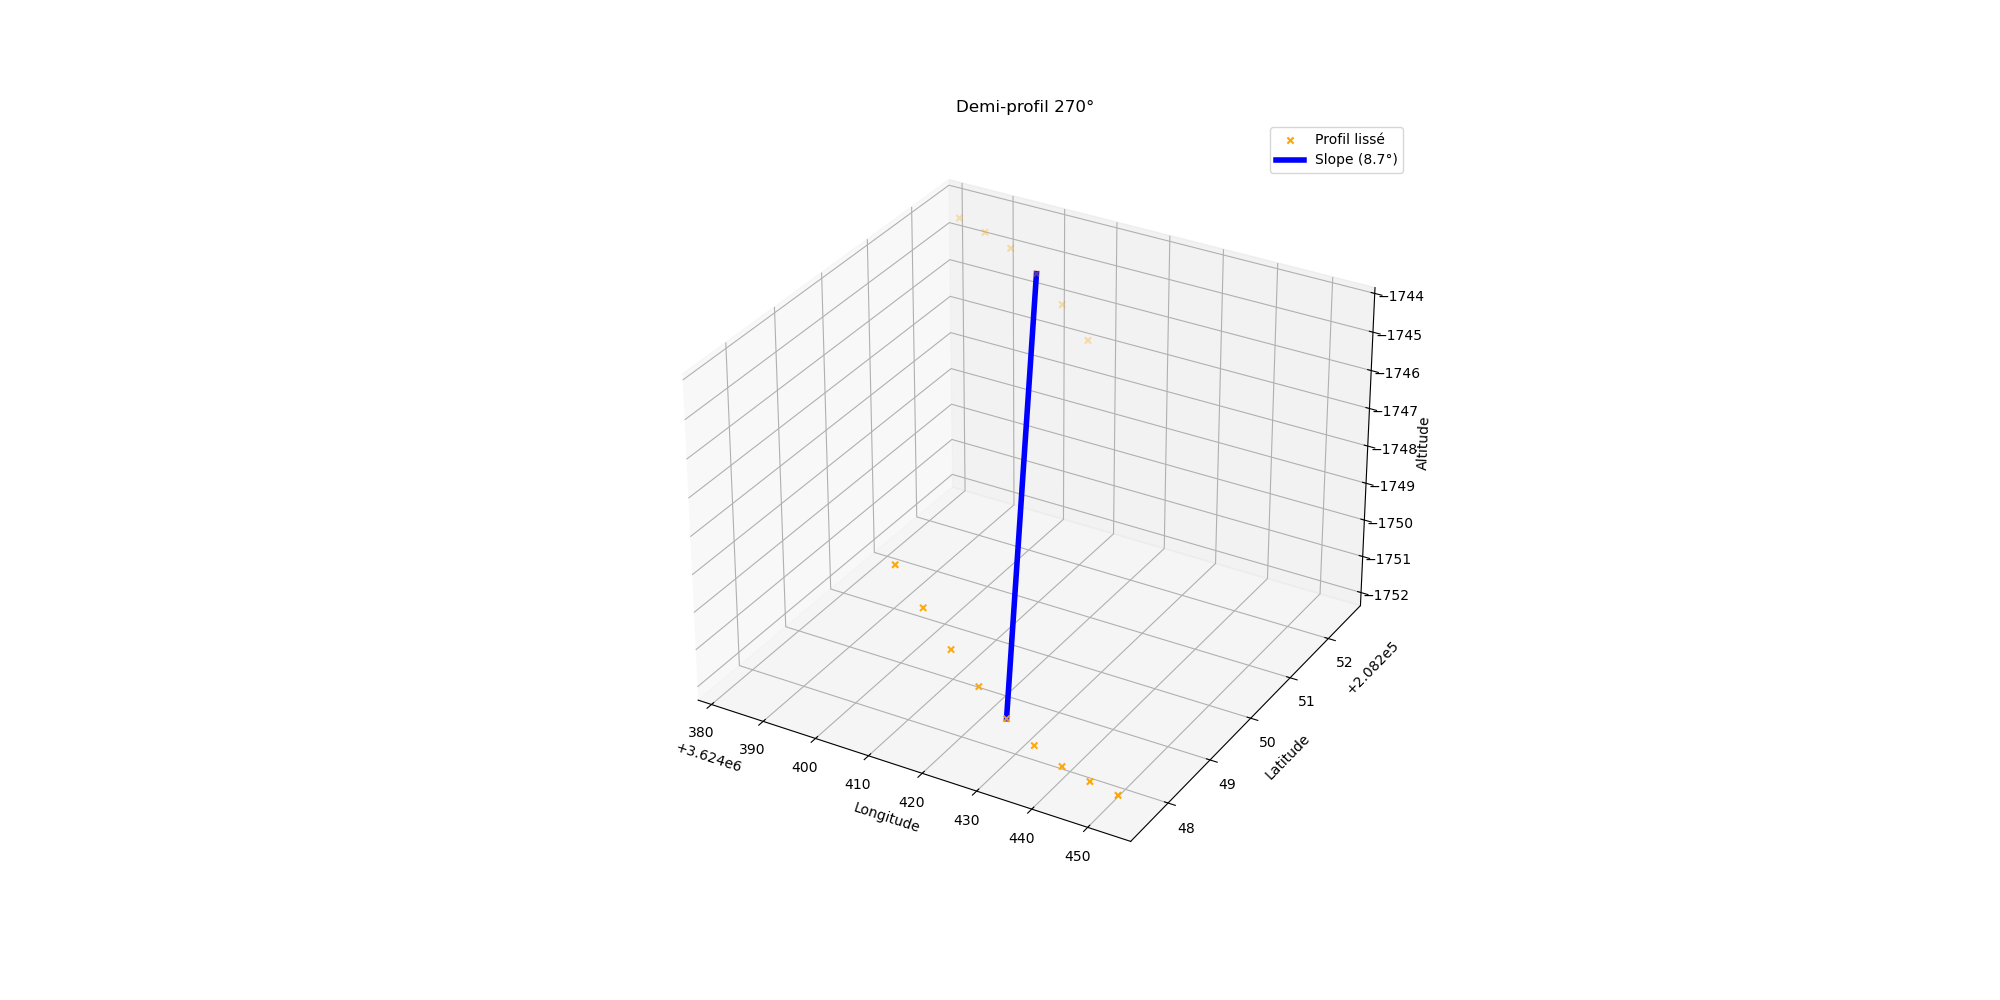 Demi-profil 270°
Profil lissé
Slope (8.7°)
−1744
−1745
−1746
−1747
−1748
−1749
−1750
−1751
−1752
Altitude
52
51
50
49
48
+2.082e5
Latitude
380
390
400
410
420
430
440
450
+3.624e6
Longitude